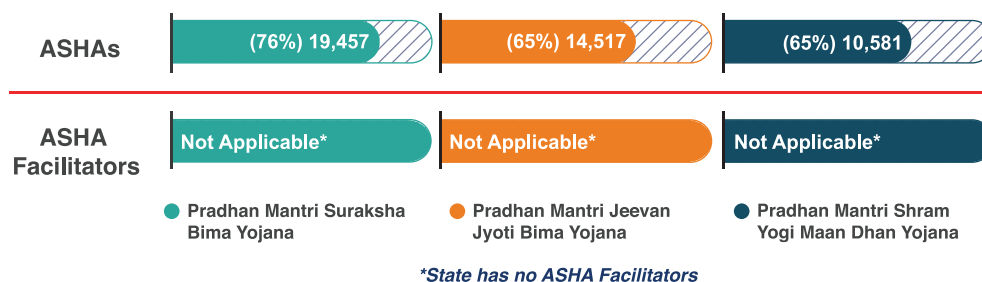 ASHAs
(76%) 19,457
(65%) 14,517
(65%) 10,581
ASHA
Facilitators
Not Applicable*
Not Applicable*
Not Applicable*
Pradhan Mantri Suraksha
Bima Yojana
Pradhan Mantri Jeevan
Jyoti Bima Yojana
Pradhan Mantri Shram
Yogi Maan Dhan Yojana
*State has no ASHA Facilitators